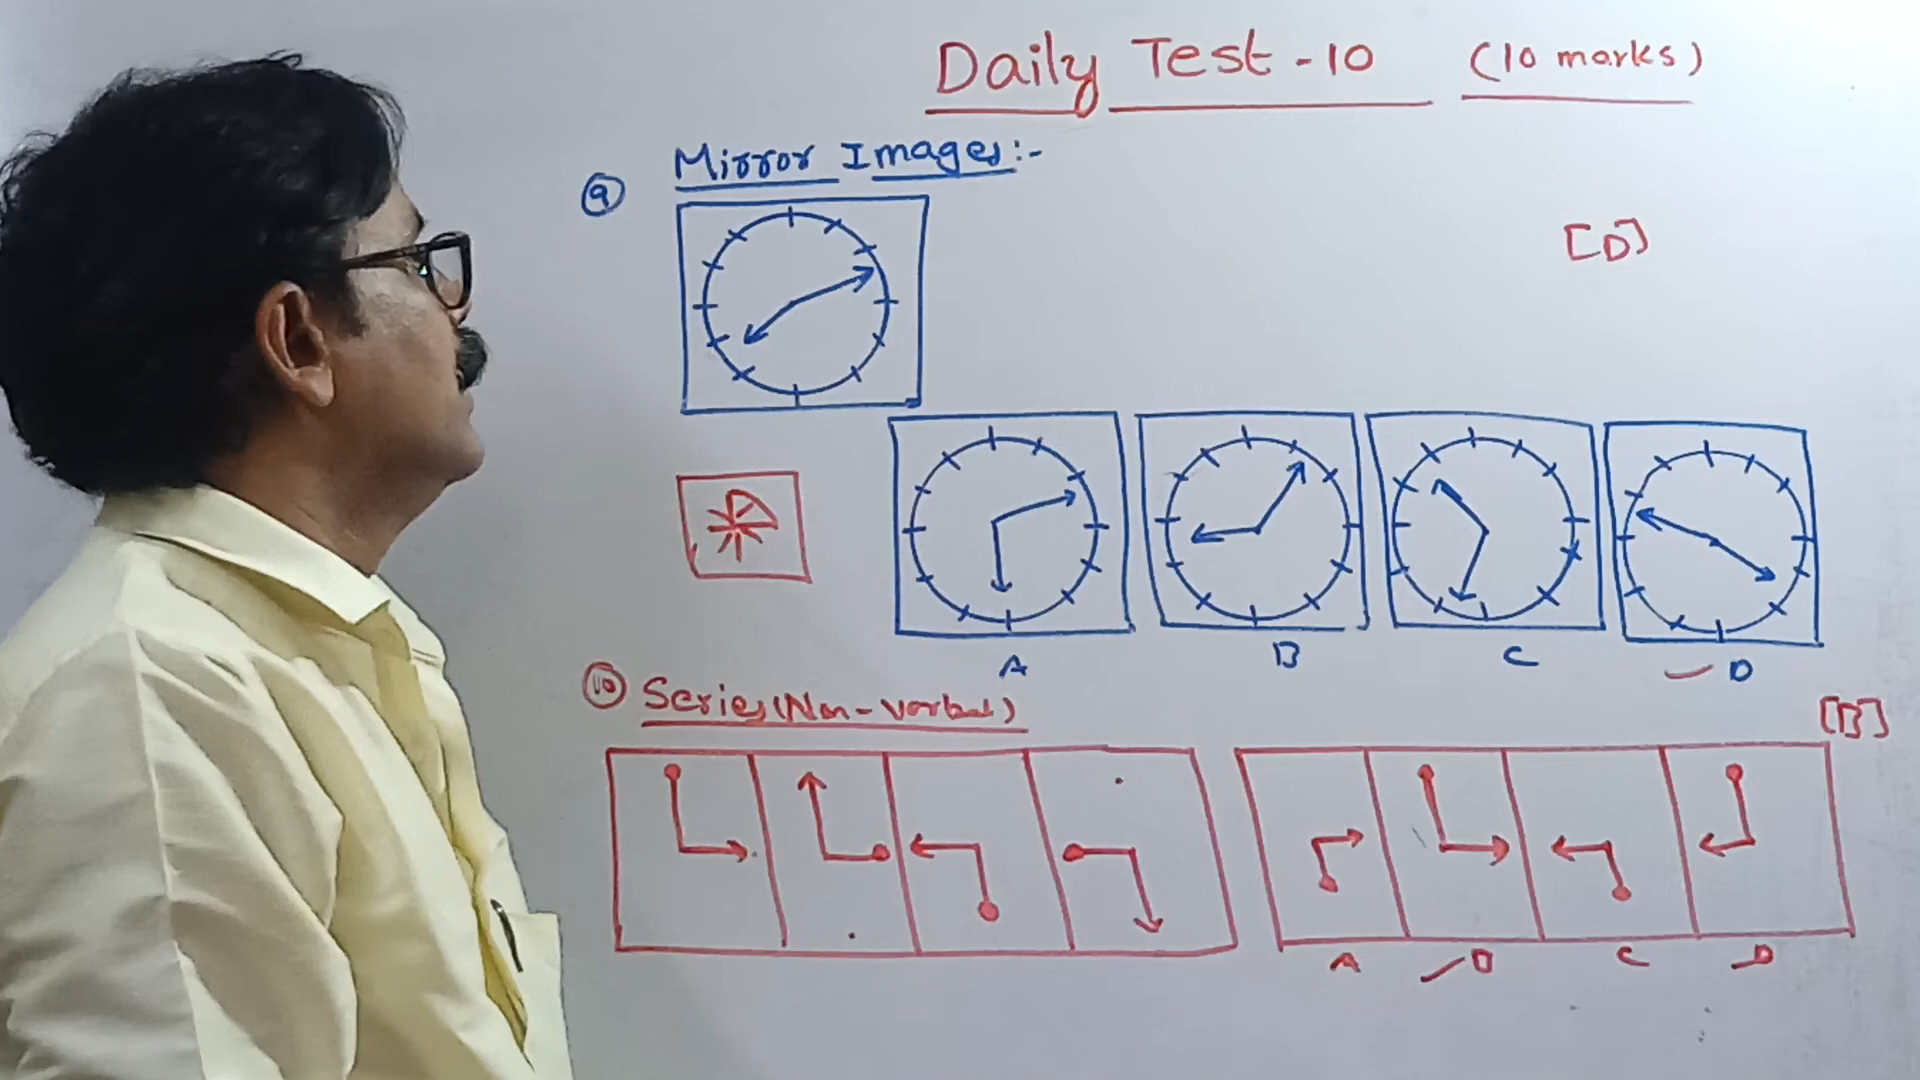 Daily Test - 10 (10 marks)
9 Mirror Images:-
[D]
A B C D
10 Series (Non-Verbal)
[B]
A B C D